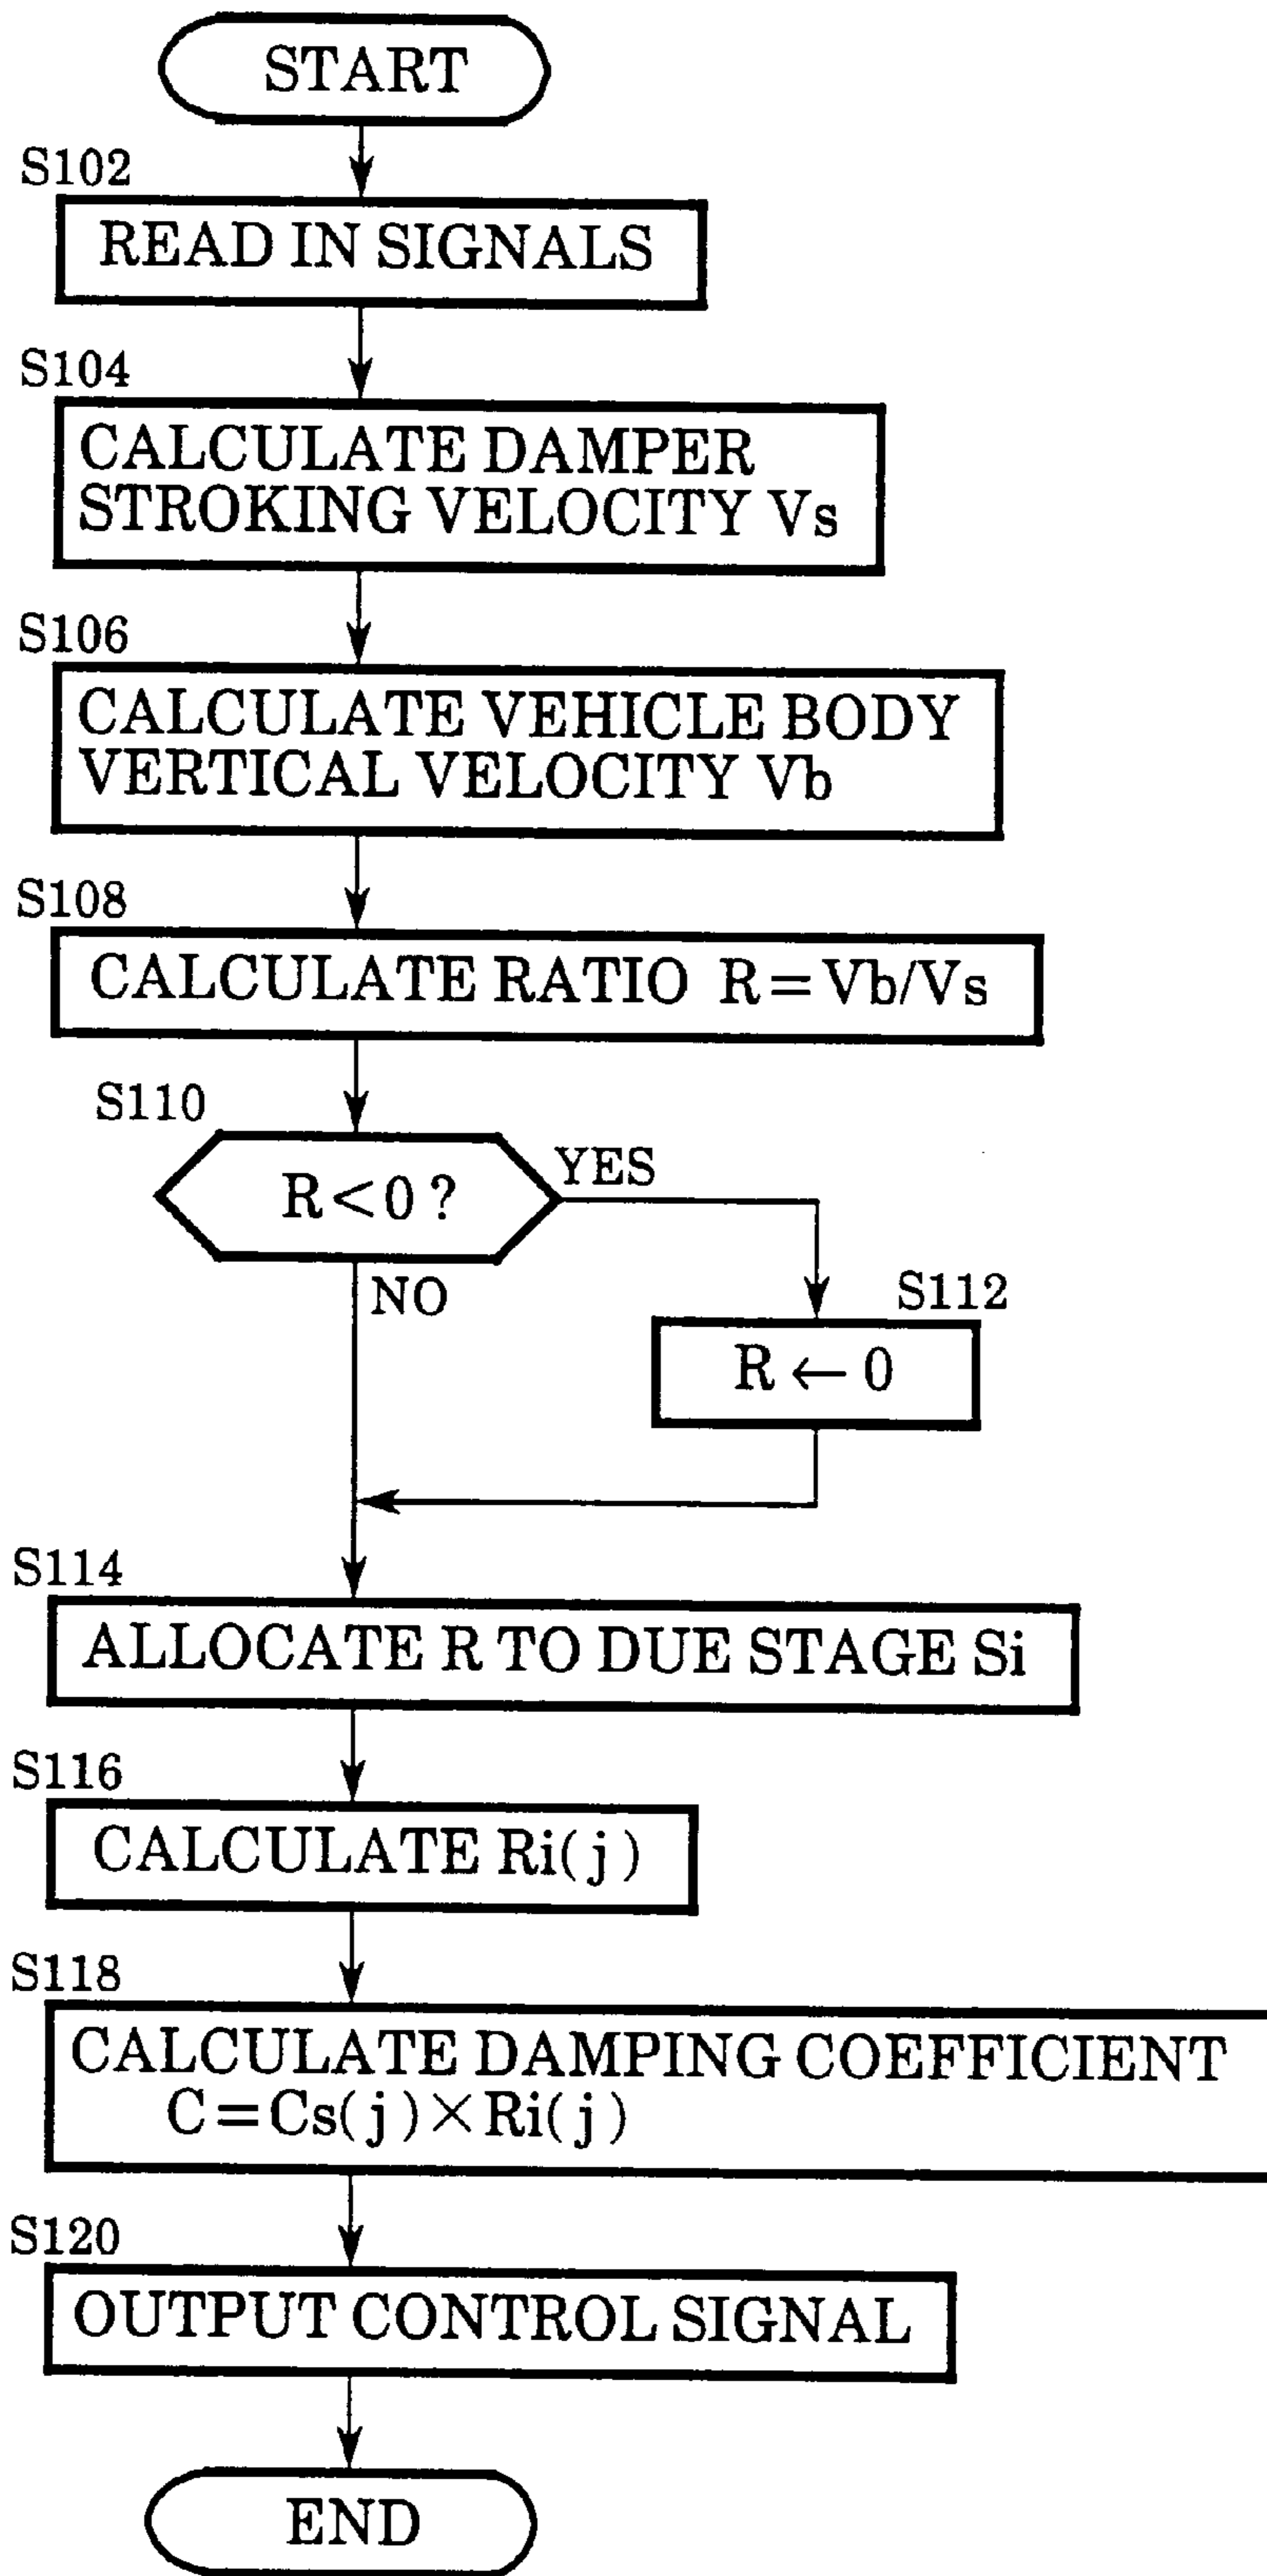 START
S102
READ IN SIGNALS
S104
CALCULATE DAMPER
STROKING VELOCITY Vs
S106
CALCULATE VEHICLE BODY
VERTICAL VELOCITY Vb
S108
CALCULATE RATIO R=Vb/Vs
S110
R<0?
YES
NO
S112
R←0
S114
ALLOCATE R TO DUE STAGE Si
S116
CALCULATE Ri(j)
S118
CALCULATE DAMPING COEFFICIENT
C=Cs(j)×Ri(j)
S120
OUTPUT CONTROL SIGNAL
END